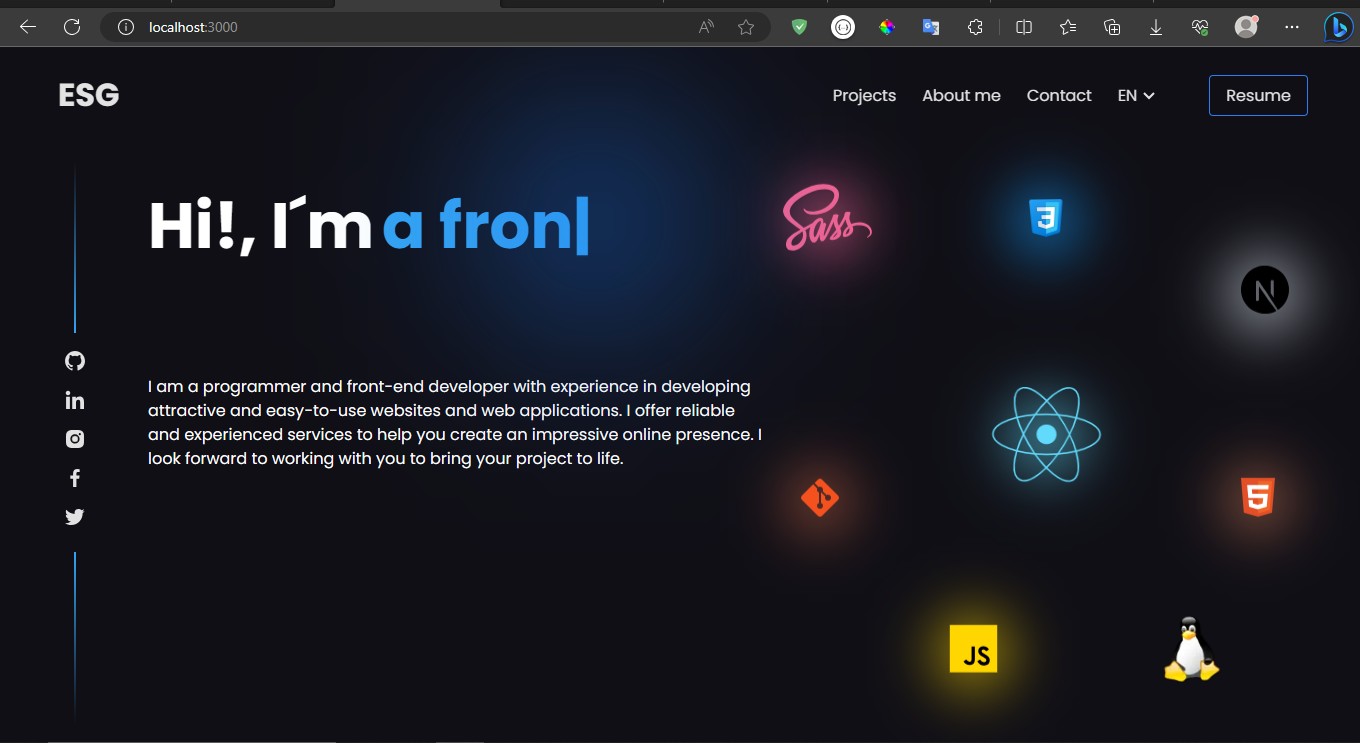 localhost:3000
ESG
Projects About me Contact EN Resume
Hi!, I´m a fron|
Sass
3
N
I am a programmer and front-end developer with experience in developing
attractive and easy-to-use websites and web applications. I offer reliable
and experienced services to help you create an impressive online presence. I
look forward to working with you to bring your project to life.
in
5
JS